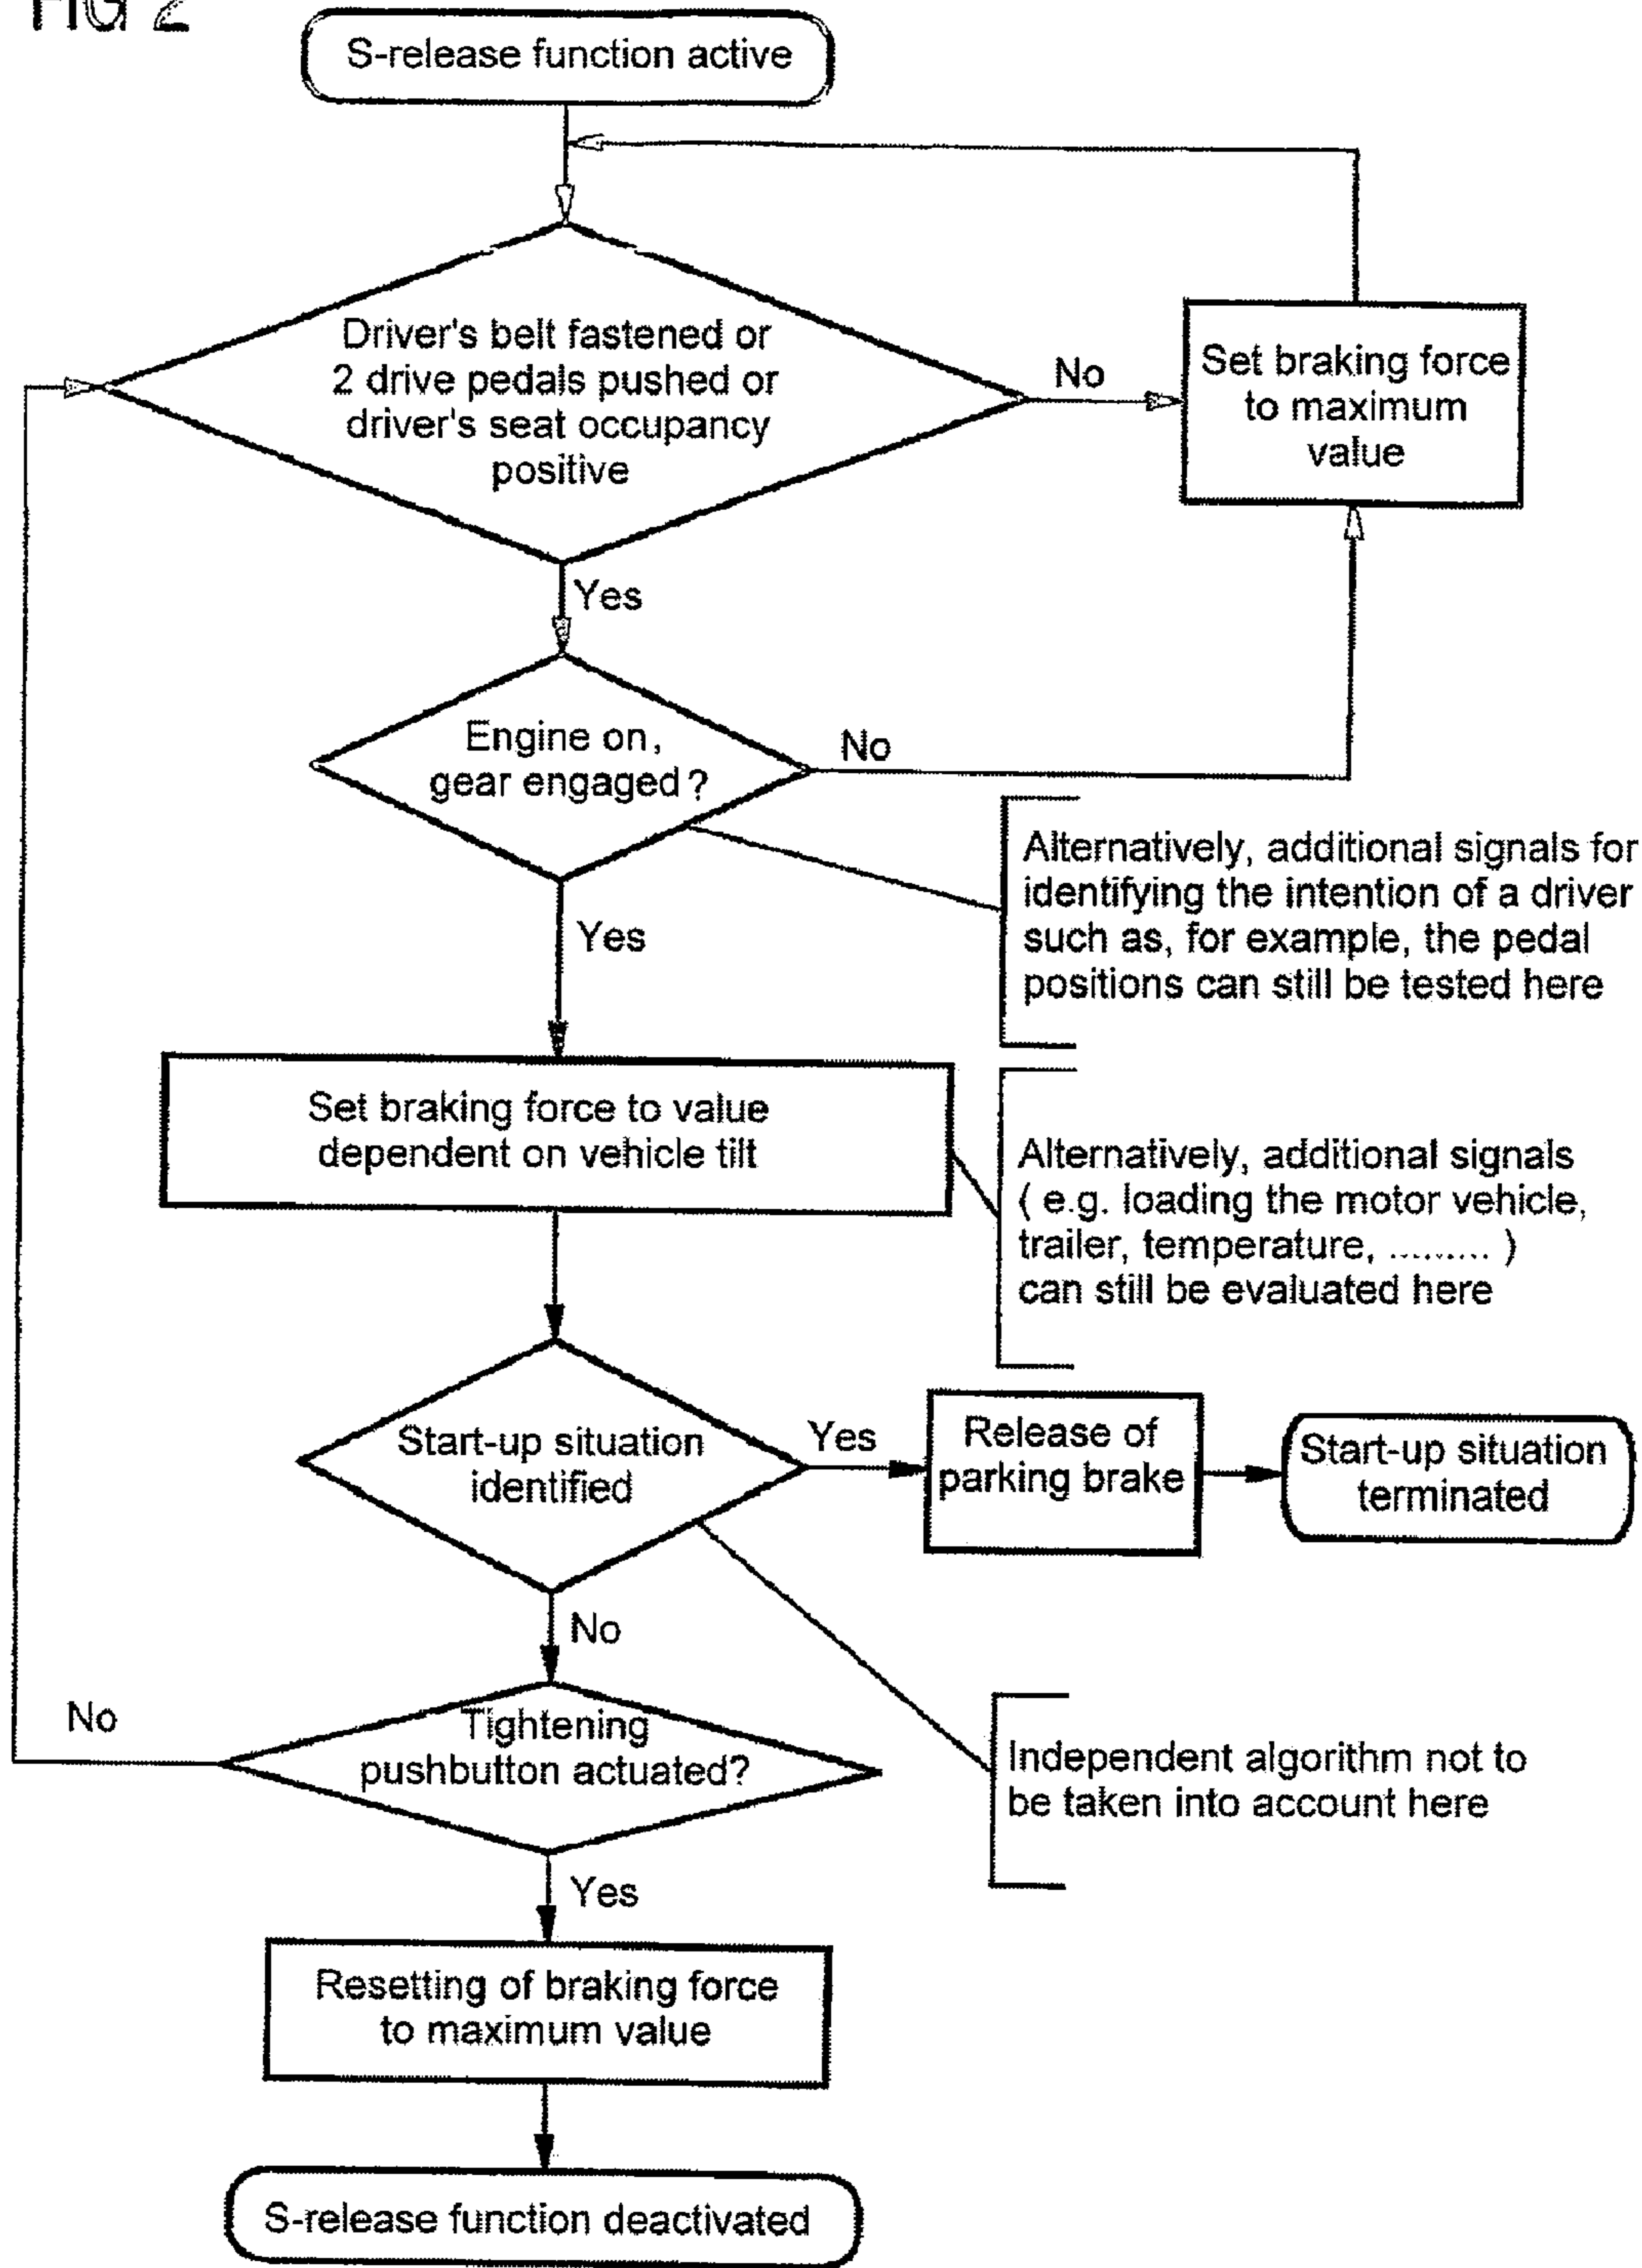 FIG 2
S-release function active
Driver's belt fastened or
2 drive pedals pushed or
driver's seat occupancy
positive
No
Set braking force
to maximum
value
Yes
Engine on,
gear engaged?
No
Alternatively, additional signals for
identifying the intention of a driver
such as, for example, the pedal
positions can still be tested here
Yes
Set braking force to value
dependent on vehicle tilt
Alternatively, additional signals
( e.g. loading the motor vehicle,
trailer, temperature, ......... )
can still be evaluated here
Start-up situation
identified
Yes
Release of
parking brake
Start-up situation
terminated
No
Tightening
pushbutton actuated?
No
Independent algorithm not to
be taken into account here
Yes
Resetting of braking force
to maximum value
S-release function deactivated